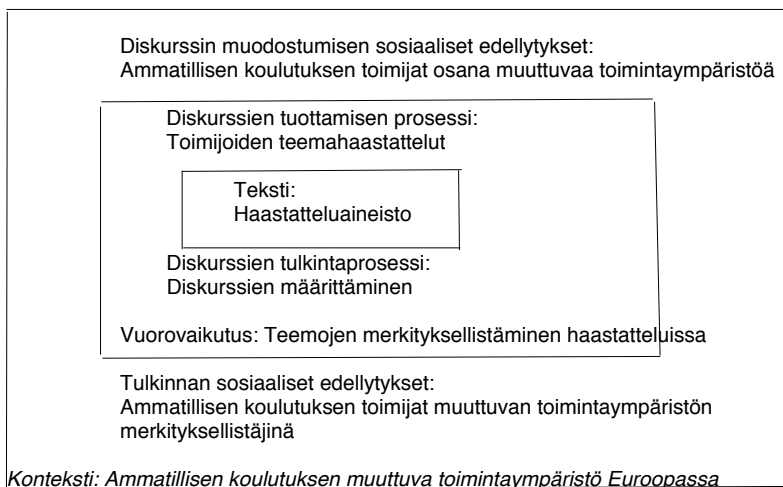 Diskurssin muodostumisen sosiaaliset edellytykset:
Ammatillisen koulutuksen toimijat osana muuttuvaa toimintaympäristöä
Diskurssien tuottamisen prosessi:
Toimijoiden teemahaastattelut
Teksti:
Haastatteluaineisto
Diskurssien tulkintaprosessi:
Diskurssien määrittäminen
Vuorovaikutus: Teemojen merkityksellistäminen haastatteluissa
Tulkinnan sosiaaliset edellytykset:
Ammatillisen koulutuksen toimijat muuttuvan toimintaympäristön
merkityksellistäjinä
Konteksti: Ammatillisen koulutuksen muuttuva toimintaympäristö Euroopassa